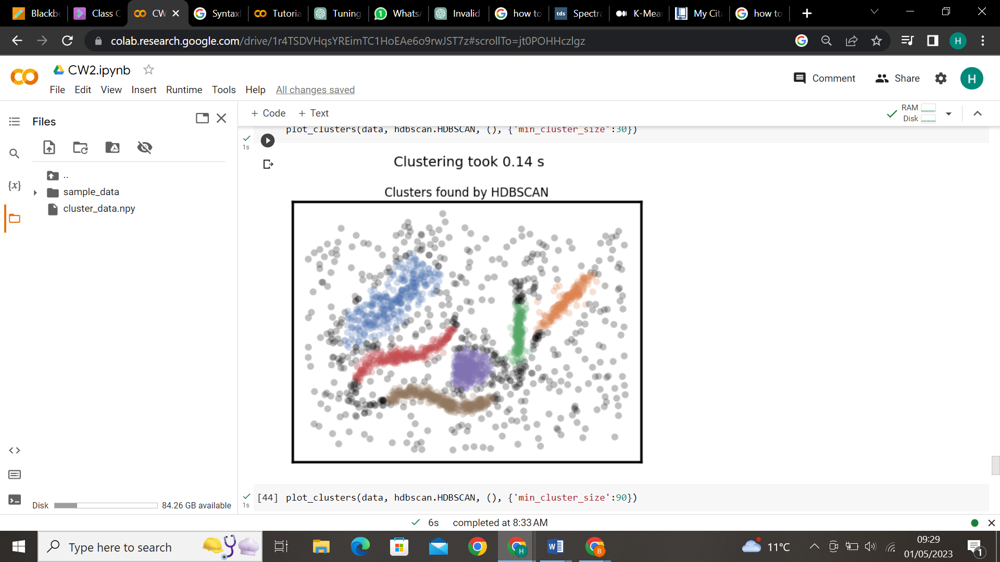 Blackb
Class C
CW
Syntax
Tutoria
Tuning
1
Whats
Invalid
how to
tds
Spectra
K-Mea
My Cit
how to
colab.research.google.com/drive/1r4TSDVHqsYREimTC1HoEAe6o9rwJST7z#scrollTo=jt0POHHczlgz
H
CW2.ipynb
Comment
Share
H
File Edit View Insert Runtime Tools Help All changes saved
Files
+ Code + Text
RAM
Disk
plot_clusters(data, hdbscan.HDBSCAN, (), {'min_cluster_size':30})
1s
Clustering took 0.14 s
Clusters found by HDBSCAN
{x}
..
sample_data
cluster_data.npy
[44] plot_clusters(data, hdbscan.HDBSCAN, (), {'min_cluster_size':90})
1s
Disk 84.26 GB available
6s completed at 8:33 AM
Type here to search
H
W
B
11°C
09:29
01/05/2023
1